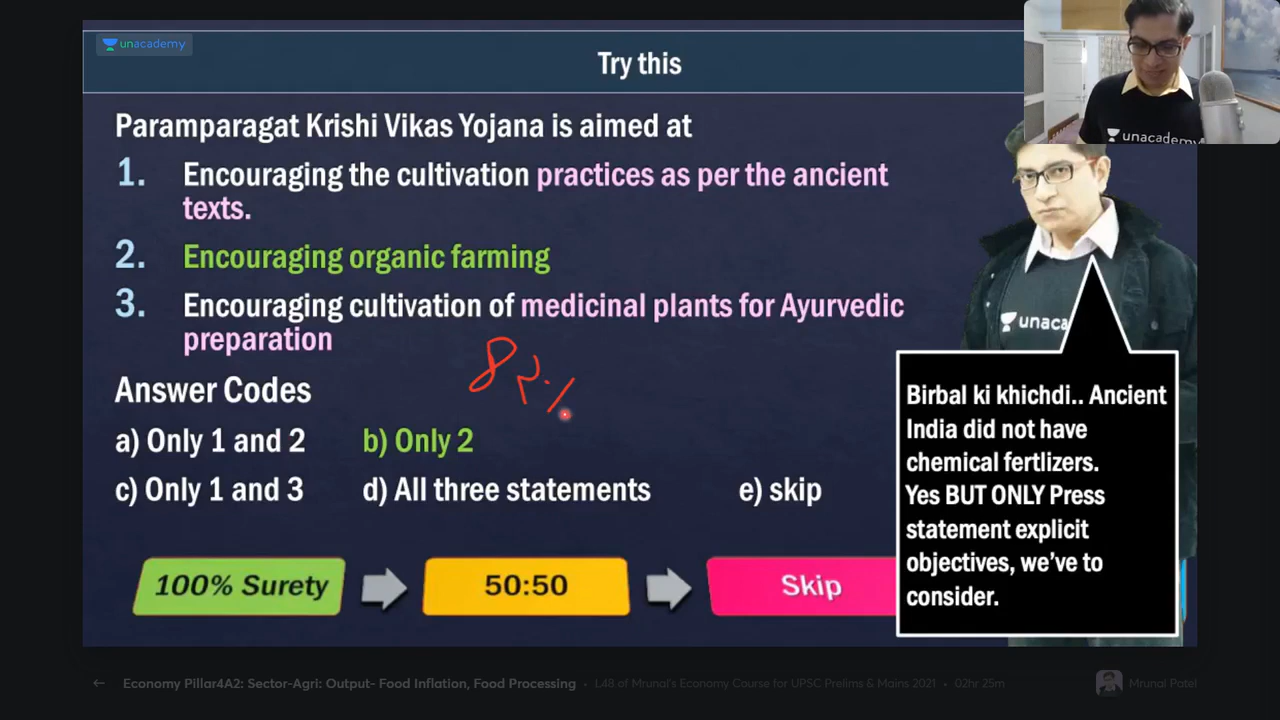 unacademy
Try this
unacademy
Paramparagat Krishi Vikas Yojana is aimed at
1. Encouraging the cultivation practices as per the ancient
texts.
2. Encouraging organic farming
3. Encouraging cultivation of medicinal plants for Ayurvedic
preparation
82%
Answer Codes
a) Only 1 and 2 b) Only 2
c) Only 1 and 3 d) All three statements e) skip
100% Surety 50:50 Skip
unaca
Birbal ki khichdi.. Ancient
India did not have
chemical fertlizers.
Yes BUT ONLY Press
statement explicit
objectives, we've to
consider.
← Economy Pillar4A2: Sector-Agri: Output- Food Inflation, Food Processing • L48 of Mrunal's Economy Course for UPSC Prelims & Mains 2021 • 02hr 25m Mrunal Patel